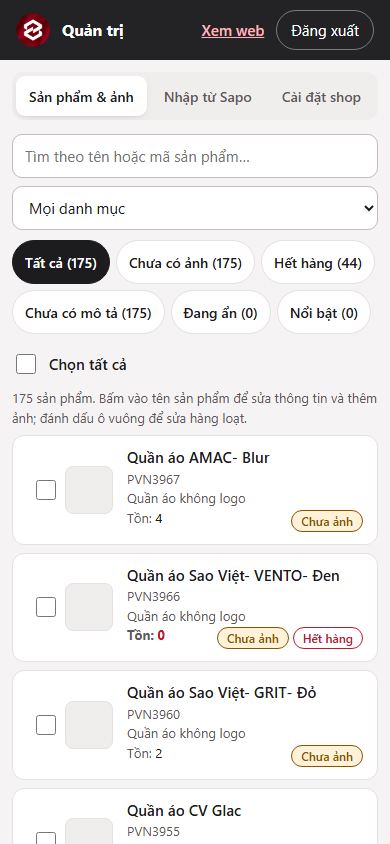 Quản trị
Xem web
Đăng xuất
Sản phẩm & ảnh
Nhập từ Sapo
Cài đặt shop
Tìm theo tên hoặc mã sản phẩm...
Mọi danh mục
Tất cả (175)
Chưa có ảnh (175)
Hết hàng (44)
Chưa có mô tả (175)
Đang ẩn (0)
Nổi bật (0)
Chọn tất cả
175 sản phẩm. Bấm vào tên sản phẩm để sửa thông tin và thêm
ảnh; đánh dấu ô vuông để sửa hàng loạt.
Quần áo AMAC- Blur
PVN3967
Quần áo không logo
Tồn: 4
Chưa ảnh
Quần áo Sao Việt- VENTO- Đen
PVN3966
Quần áo không logo
Tồn: 0
Chưa ảnh
Hết hàng
Quần áo Sao Việt- GRIT- Đỏ
PVN3960
Quần áo không logo
Tồn: 2
Chưa ảnh
Quần áo CV Glac
PVN3955